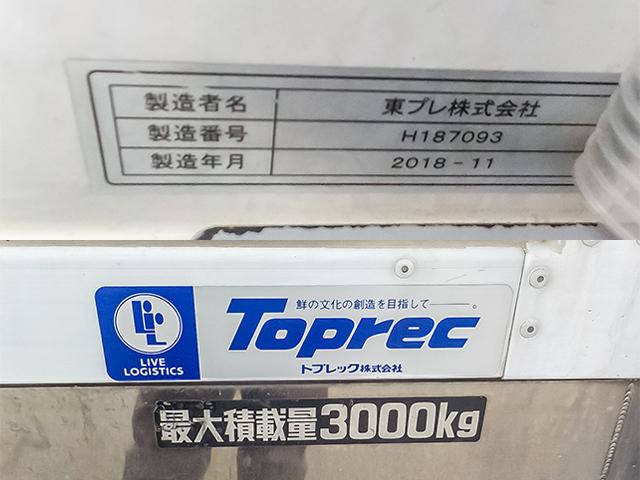 製造者名 東プレ株式会社
製造番号 H187093
製造年月 2018-11
鮮の文化の創造を目指して――。
Toprec
LIVE
LOGISTICS
トプレック株式会社
最大積載量3000kg